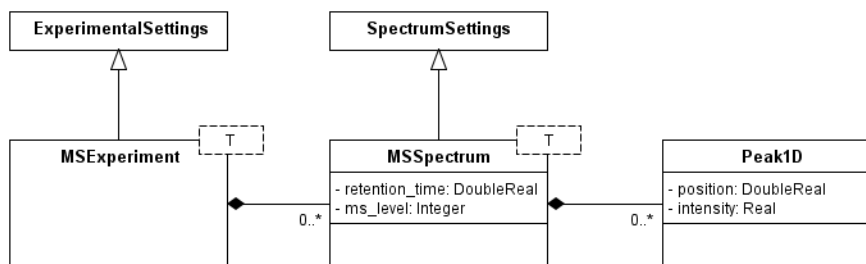 ExperimentalSettings
SpectrumSettings
T
T
MSExperiment
MSSpectrum
Peak1D
- retention_time: DoubleReal
- ms_level: Integer
- position: DoubleReal
- intensity: Real
0..*
0..*